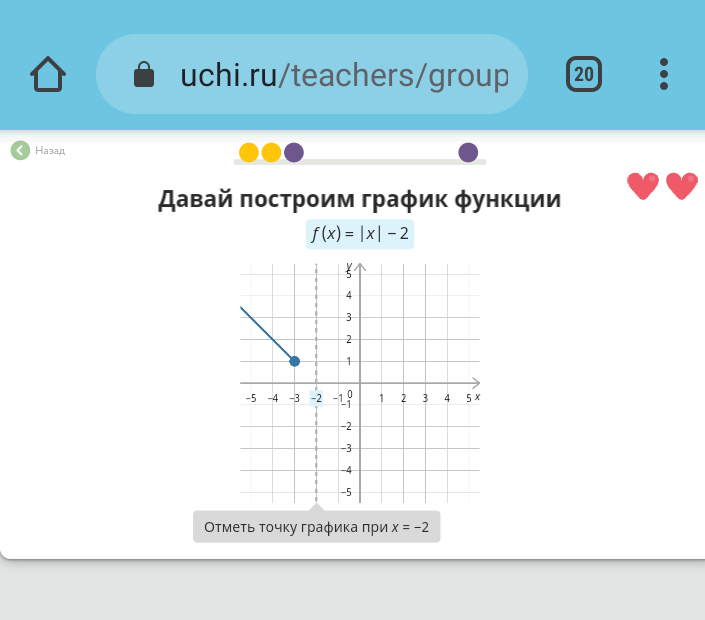 uchi.ru/teachers/group
20
Назад
Давай построим график функции
f (x) = |x| − 2
y
5
4
3
2
1
−5 −4 −3 −2 −1 0 1 2 3 4 5 x
−1
−2
−3
−4
−5
Отметь точку графика при x = −2